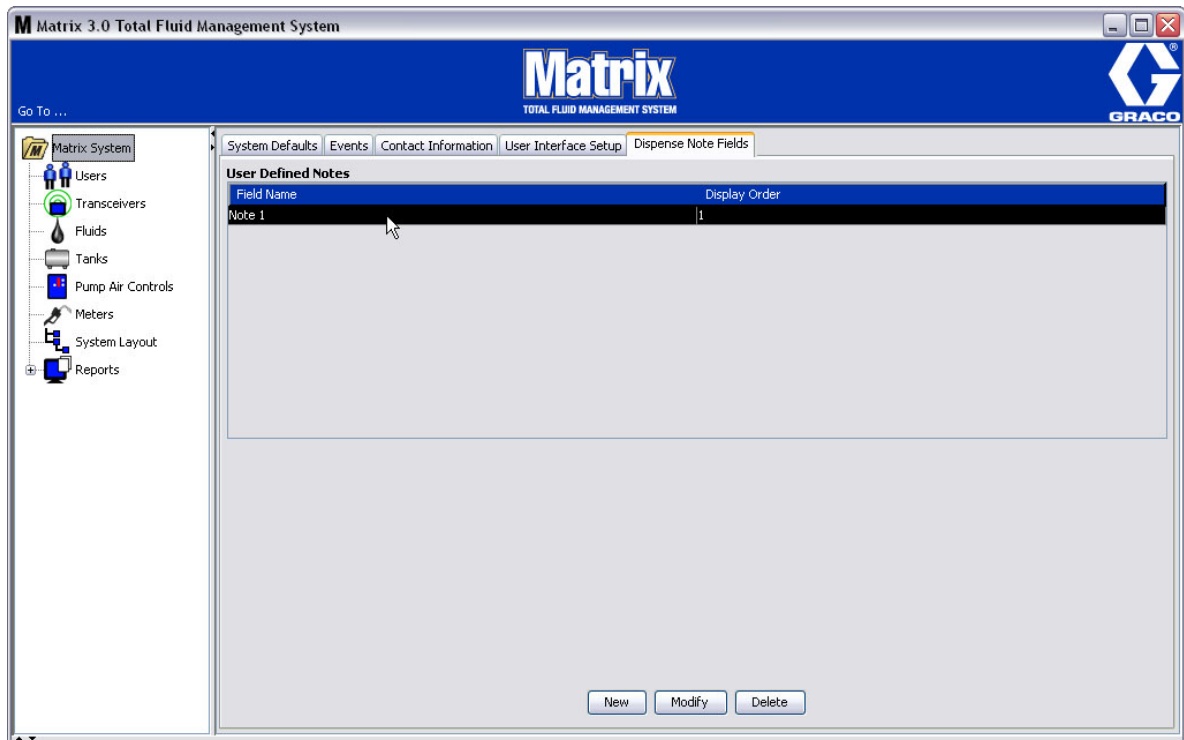 M Matrix 3.0 Total Fluid Management System
Matrix
TOTAL FLUID MANAGEMENT SYSTEM
Go To ...
G ®
GRACO
Matrix System
Users
Transceivers
Fluids
Tanks
Pump Air Controls
Meters
System Layout
Reports
System Defaults Events Contact Information User Interface Setup Dispense Note Fields
User Defined Notes
Field Name Display Order
Note 1 1
New Modify Delete